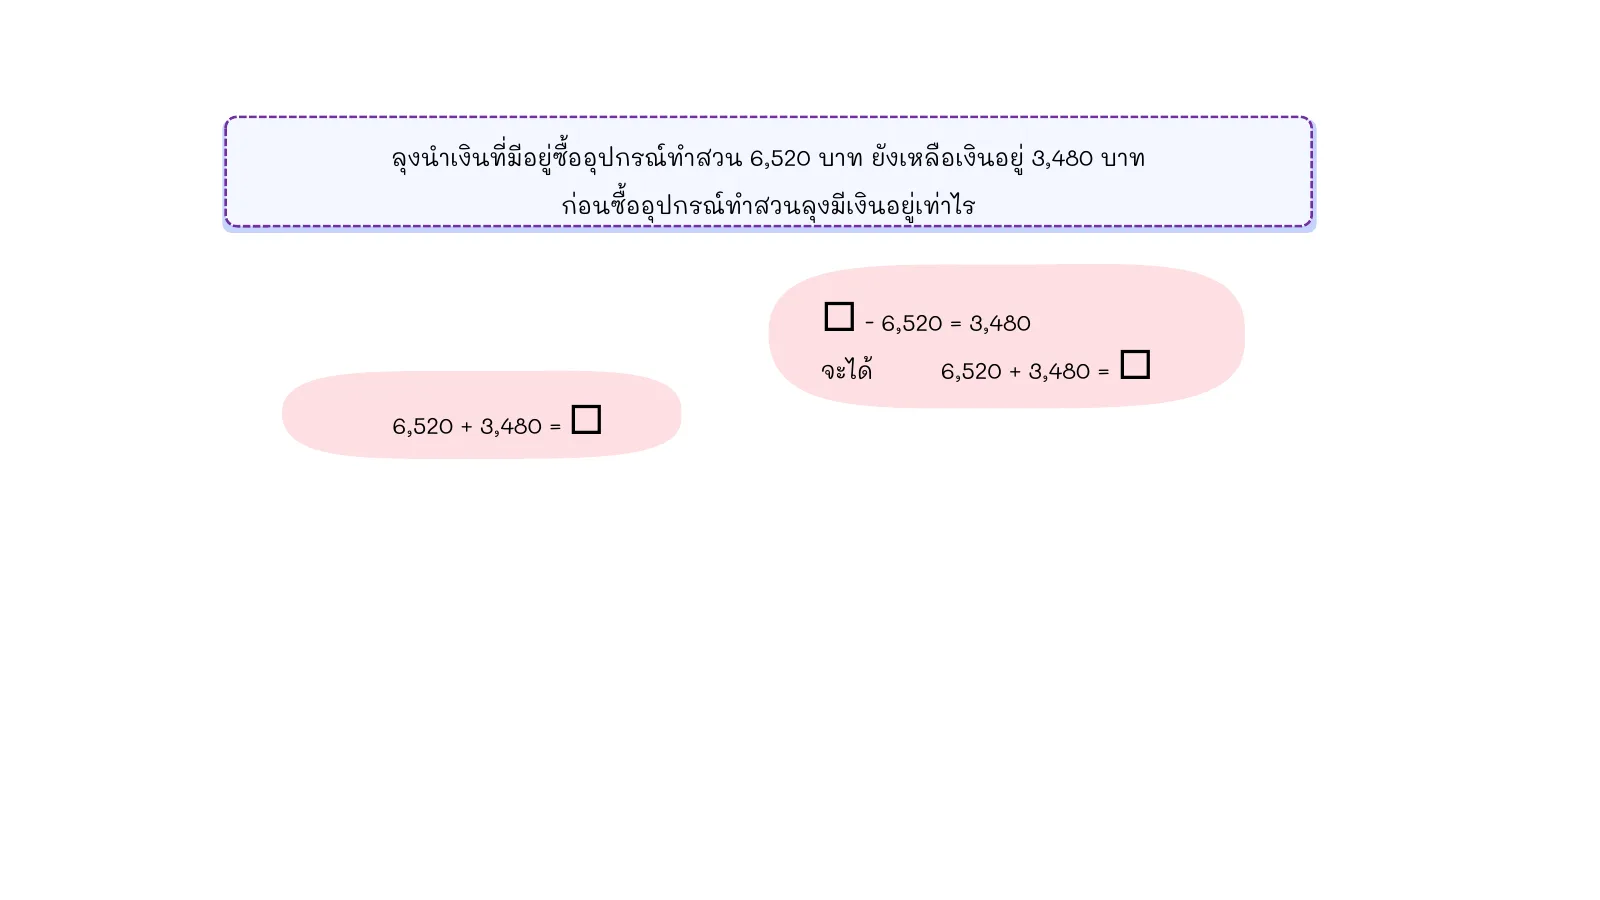 ลุงนำเงินที่มีอยู่ซื้ออุปกรณ์ทำสวน 6,520 บาท ยังเหลือเงินอยู่ 3,480 บาท
ก่อนซื้ออุปกรณ์ทำสวนลุงมีเงินอยู่เท่าไร
□ - 6,520 = 3,480
จะได้ 6,520 + 3,480 = □
6,520 + 3,480 = □